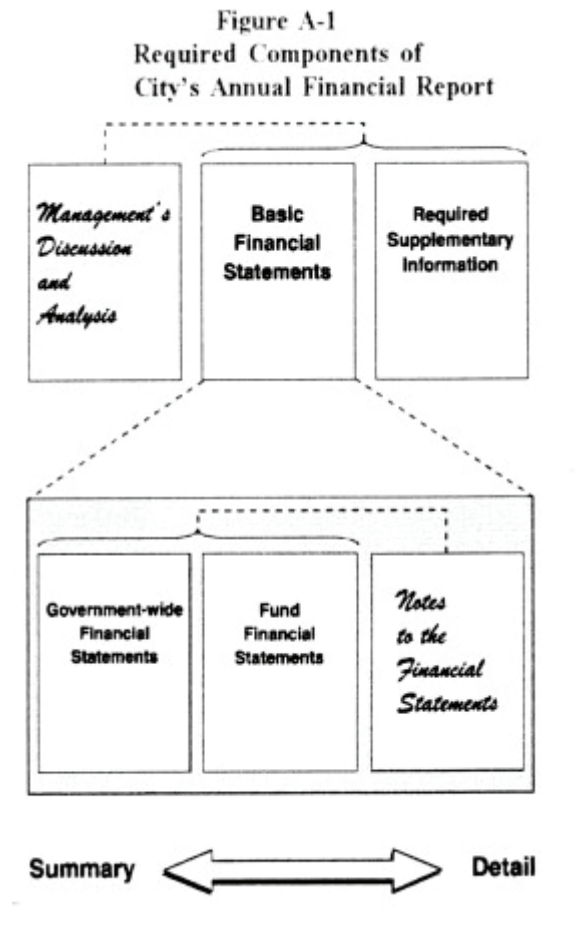 Figure A-1
Required Components of
City's Annual Financial Report
Management's
Discussion
and
Analysis
Basic
Financial
Statements
Required
Supplementary
Information
Government-wide
Financial
Statements
Fund
Financial
Statements
Notes
to the
Financial
Statements
Summary
Detail